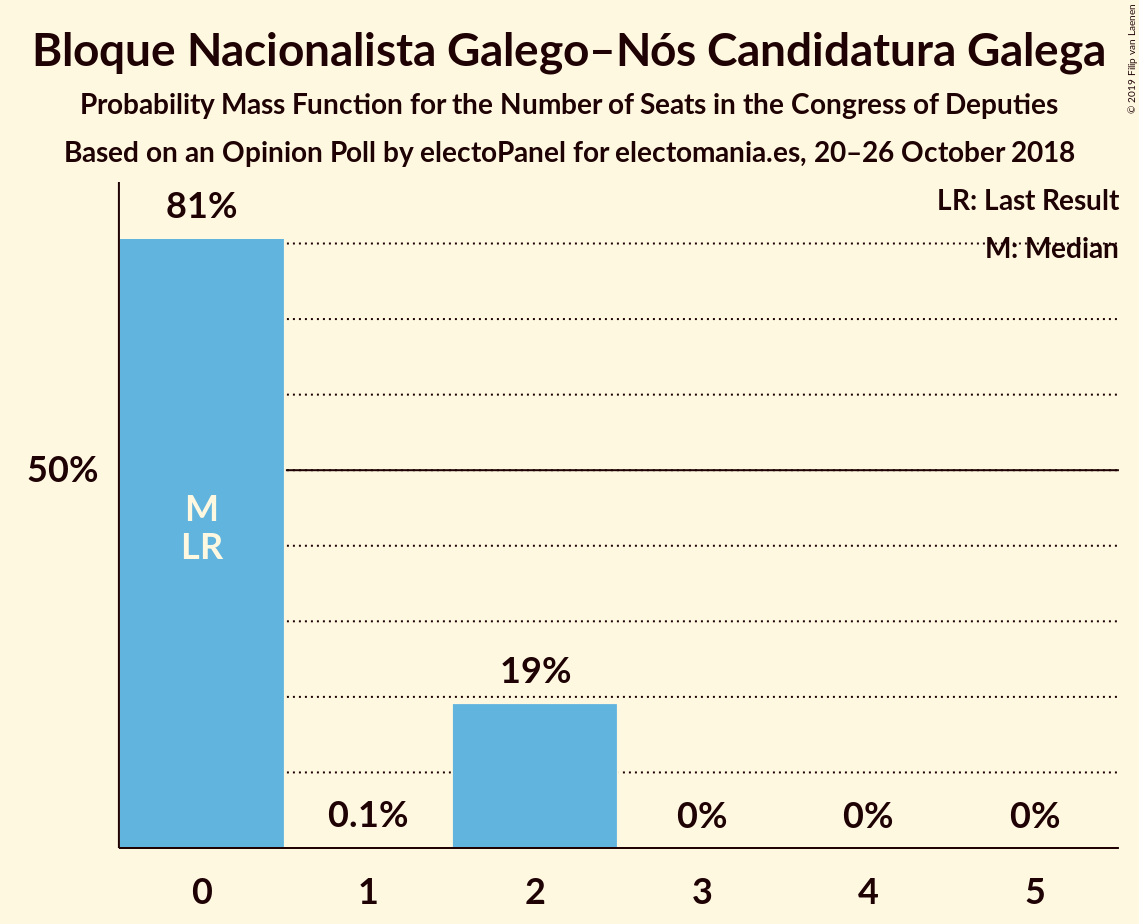 Bloque Nacionalista Galego–Nós Candidatura Galega
Probability Mass Function for the Number of Seats in the Congress of Deputies
Based on an Opinion Poll by electoPanel for electomania.es, 20–26 October 2018
© 2019 Filip van Laenen
LR: Last Result
M: Median
81%
50%
M
LR
19%
0.1%
0%
0%
0%
0
1
2
3
4
5